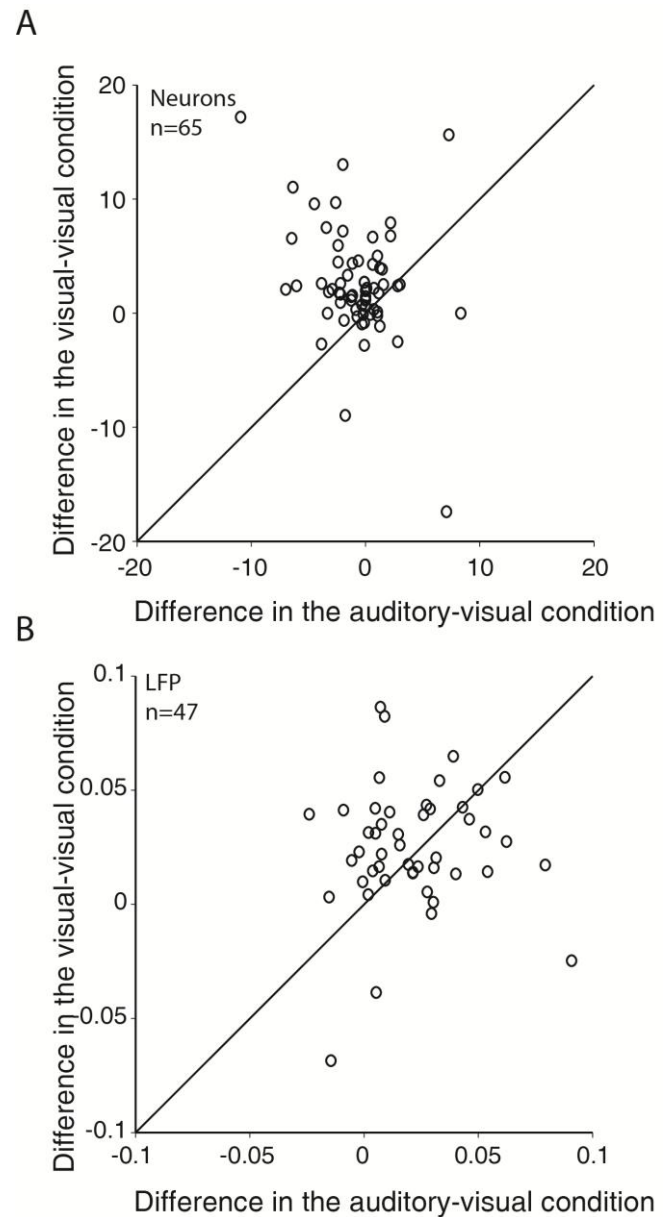 A
Difference in the visual-visual condition
20
10
0
-10
-20
Neurons
n=65
-20
-10
0
10
20
Difference in the auditory-visual condition
B
Difference in the visual-visual condition
0.1
0.05
0
-0.05
-0.1
LFP
n=47
-0.1
-0.05
0
0.05
0.1
Difference in the auditory-visual condition